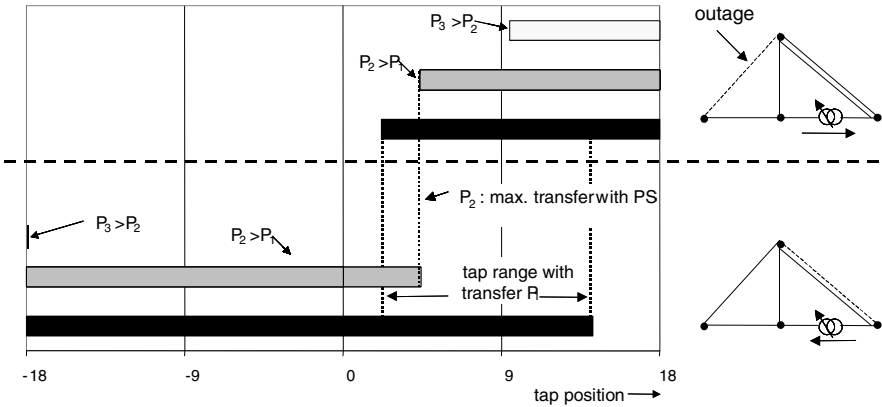 P3 >P2
outage
P2 >P1
P2 : max. transfer with PS
P3 >P2
P2 >P1
tap range with
transfer P1
-18 -9 0 9 18
tap position